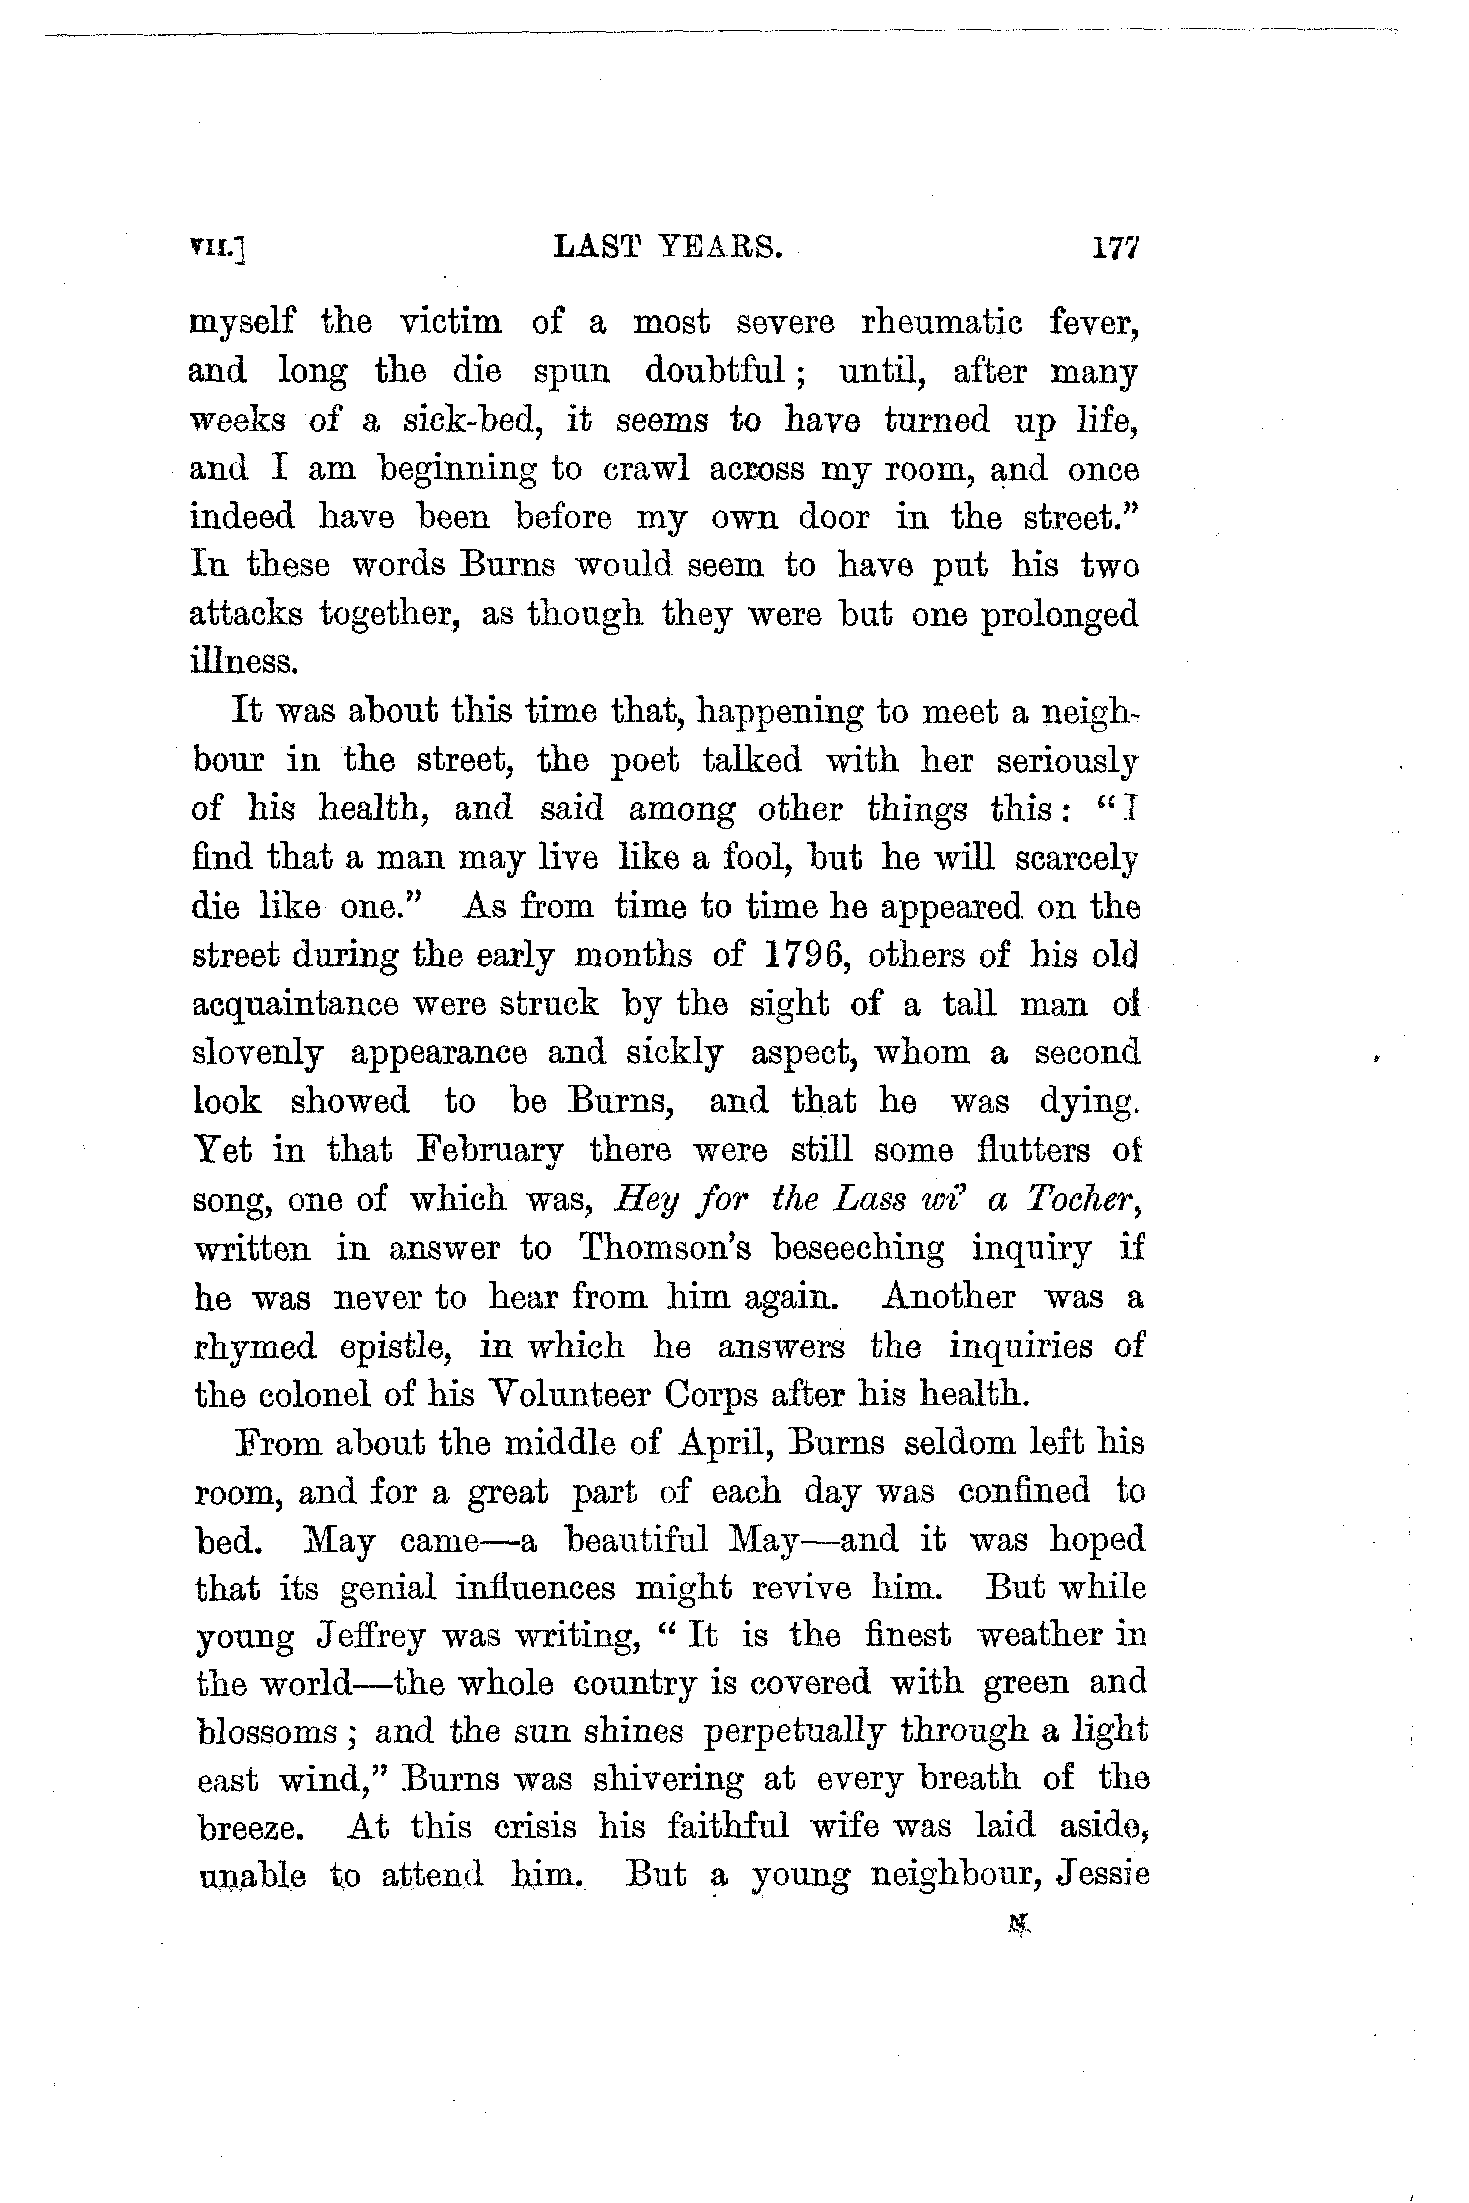 VII.] LAST YEARS. 177
myself the victim of a most severe rheumatic fever,
and long the die spun doubtful ; until, after many
weeks of a sick-bed, it seems to have turned up life,
and I am beginning to crawl across my room, and once
indeed have been before my own door in the street.”
In these words Burns would seem to have put his two
attacks together, as though they were but one prolonged
illness.
It was about this time that, happening to meet a neigh-
bour in the street, the poet talked with her seriously
of his health, and said among other things this : “I
find that a man may live like a fool, but he will scarcely
die like one.” As from time to time he appeared on the
street during the early months of 1796, others of his old
acquaintance were struck by the sight of a tall man of
slovenly appearance and sickly aspect, whom a second
look showed to be Burns, and that he was dying.
Yet in that February there were still some flutters of
song, one of which was, Hey for the Lass wi’ a Tocher,
written in answer to Thomson’s beseeching inquiry if
he was never to hear from him again. Another was a
rhymed epistle, in which he answers the inquiries of
the colonel of his Volunteer Corps after his health.
From about the middle of April, Burns seldom left his
room, and for a great part of each day was confined to
bed. May came—a beautiful May—and it was hoped
that its genial influences might revive him. But while
young Jeffrey was writing, “ It is the finest weather in
the world—the whole country is covered with green and
blossoms ; and the sun shines perpetually through a light
east wind,” Burns was shivering at every breath of the
breeze. At this crisis his faithful wife was laid aside,
unable to attend him. But a young neighbour, Jessie
N